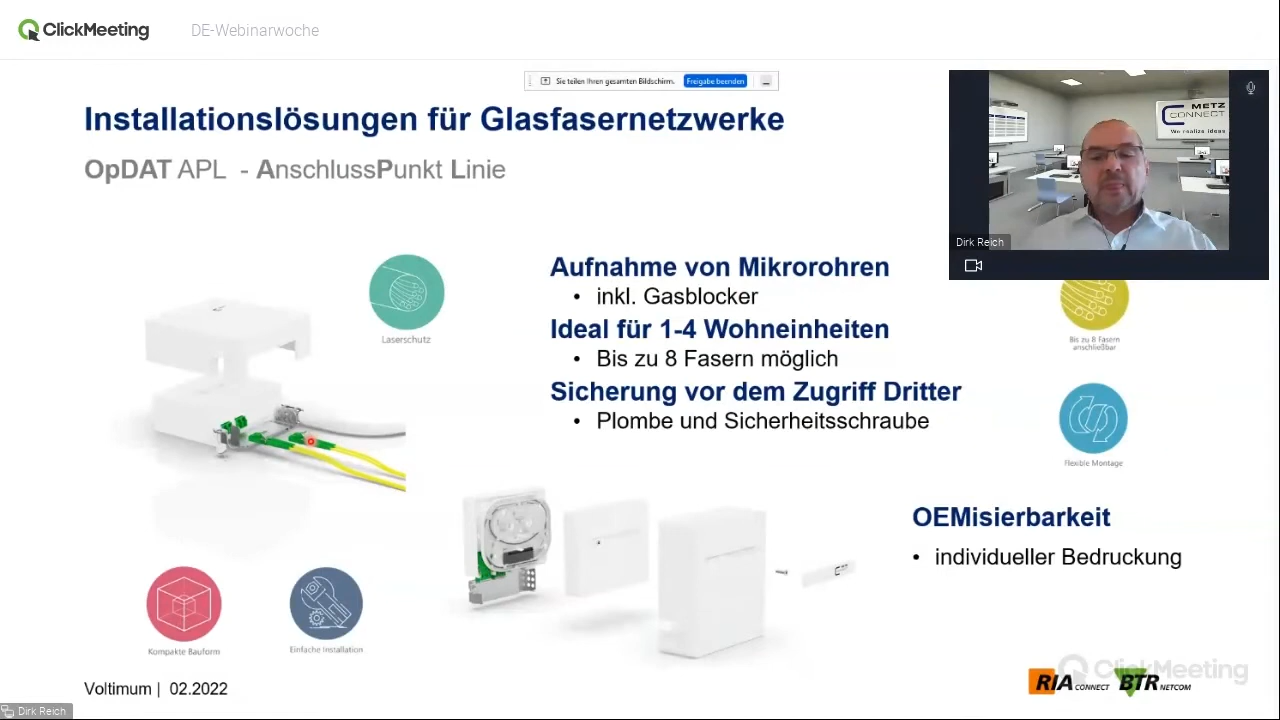 ClickMeeting DE-Webinarwoche
Sie teilen Ihren gesamten Bildschirm. Freigabe beenden
Installationslösungen für Glasfasernetzwerke
OpDAT APL - AnschlussPunkt Linie
METZ
CONNECT
We realize ideas
Dirk Reich
Laserschutz
Aufnahme von Mikrorohren
• inkl. Gasblocker
Ideal für 1-4 Wohneinheiten
• Bis zu 8 Fasern möglich
Sicherung vor dem Zugriff Dritter
• Plombe und Sicherheitsschraube
Bis zu 8 Fasern
anschließbar
Flexible Montage
OEMisierbarkeit
• individueller Bedruckung
Kompakte Bauform
Einfache Installation
Voltimum | 02.2022
RIA CONNECT BTR NETCOM
ClickMeeting
Dirk Reich